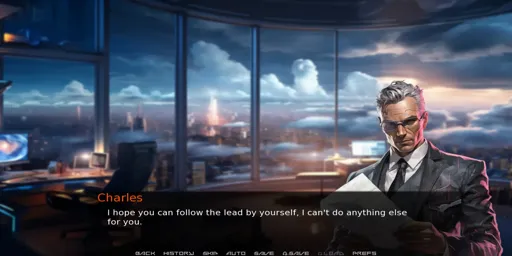 Charles
I hope you can follow the lead by yourself, I can't do anything else
for you.
BACK HISTORY SKIP AUTO SAVE Q.SAVE Q.LOAD PREFS